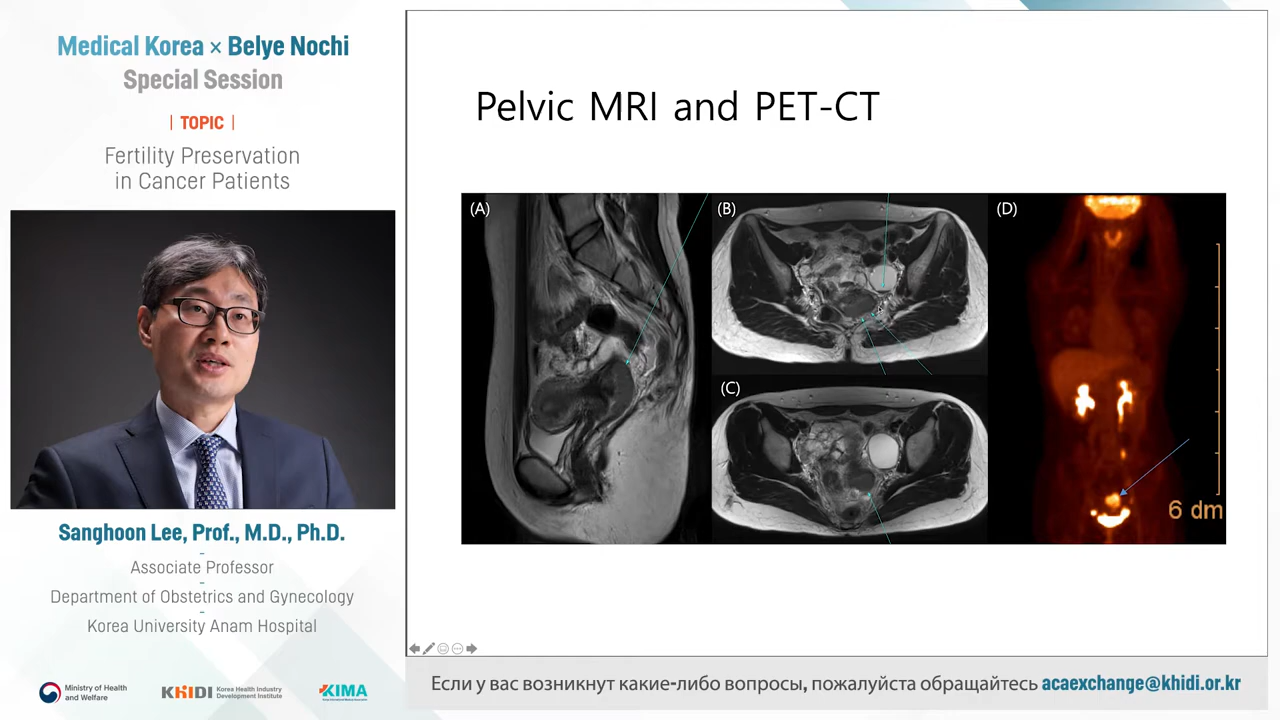 Medical Korea × Belye Nochi
Special Session
| TOPIC |
Fertility Preservation
in Cancer Patients
Sanghoon Lee, Prof., M.D., Ph.D.
Associate Professor
Department of Obstetrics and Gynecology
Korea University Anam Hospital
Ministry of Health
and Welfare
KHIDI
Korea Health Industry
Development Institute
KIMA
Pelvic MRI and PET-CT
(A)
(B)
(C)
(D)
6 dm
Если у вас возникнут какие-либо вопросы, пожалуйста обращайтесь acaexchange@khidi.or.kr